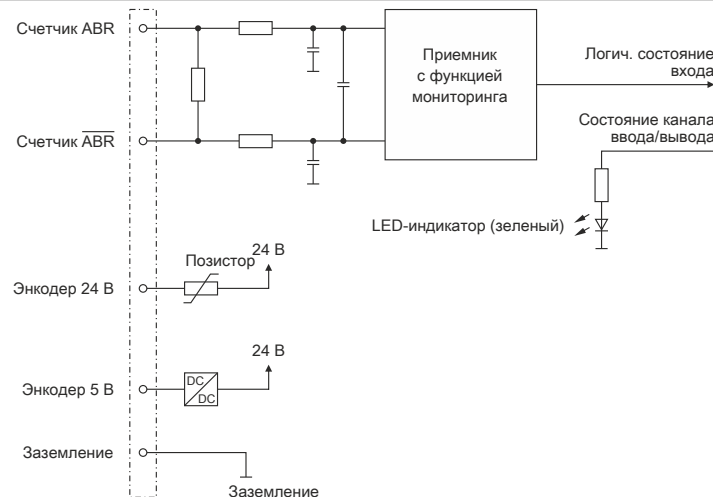 Счетчик ABR
Приемник
с функцией
мониторинга
Логич. состояние
входа
Счетчик A̅B̅R̅
Состояние канала
ввода/вывода
LED-индикатор (зеленый)
Энкодер 24 В
Позистор
24 В
Энкодер 5 В
DC
DC
24 В
Заземление
Заземление